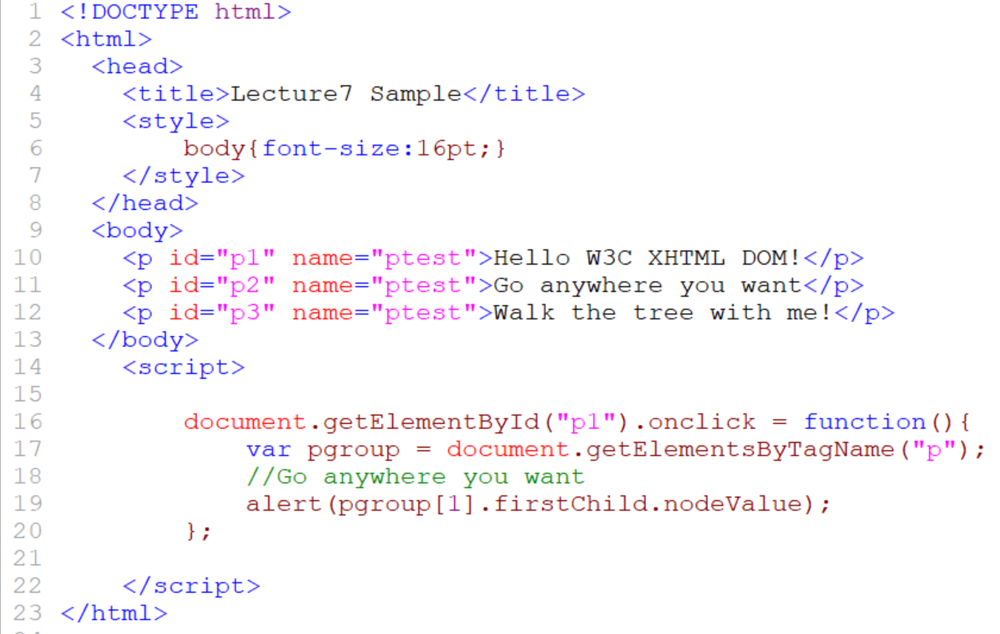 1 <!DOCTYPE html>
2 <html>
3   <head>
4     <title>Lecture7 Sample</title>
5     <style>
6         body{font-size:16pt;}
7     </style>
8   </head>
9   <body>
10     <p id="p1" name="ptest">Hello W3C XHTML DOM!</p>
11     <p id="p2" name="ptest">Go anywhere you want</p>
12     <p id="p3" name="ptest">Walk the tree with me!</p>
13   </body>
14     <script>
15
16         document.getElementById("p1").onclick = function(){
17             var pgroup = document.getElementsByTagName("p");
18             //Go anywhere you want
19             alert(pgroup[1].firstChild.nodeValue);
20         };
21
22     </script>
23 </html>